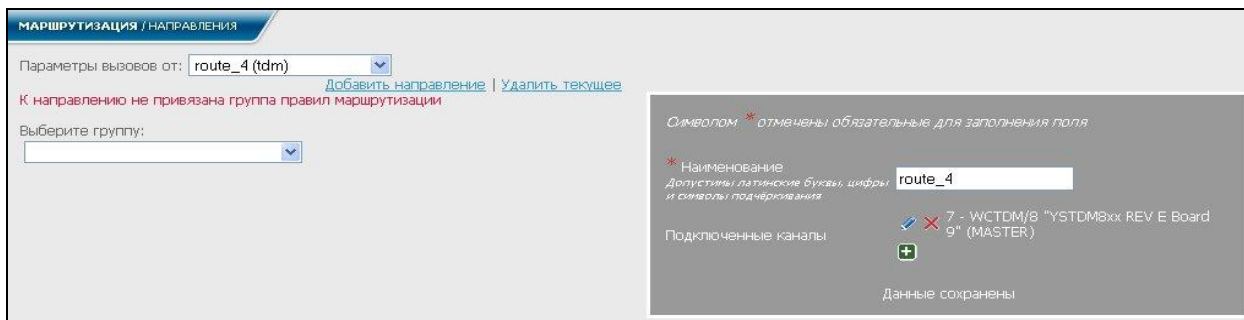 МАРШРУТИЗАЦИЯ / НАПРАВЛЕНИЯ
Параметры вызовов от: route_4 (tdm)
Добавить направление | Удалить текущее
К направлению не привязана группа правил маршрутизации
Выберите группу:
Символом * отмечены обязательные для заполнения поля
* Наименование
Допустимы латинские буквы, цифры
и символы подчёркивания
route_4
Подключенные каналы
7 - WCTDM/8 "YSTDM8xx REV E Board
9" (MASTER)
Данные сохранены